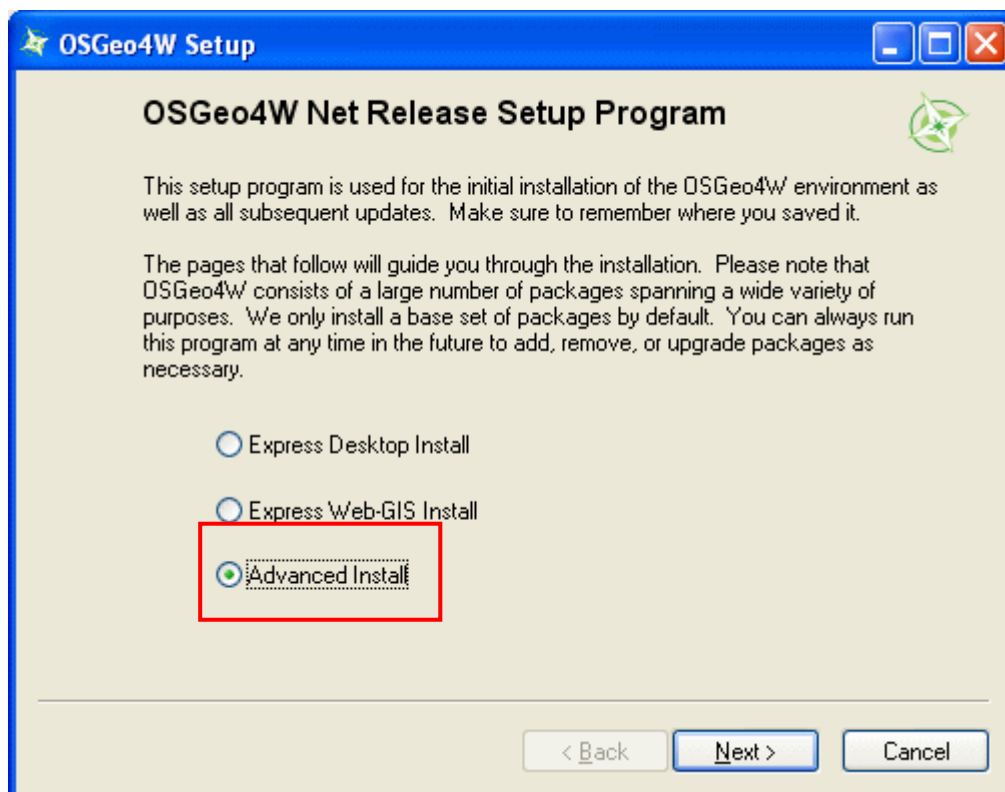 OSGeo4W Setup
OSGeo4W Net Release Setup Program
This setup program is used for the initial installation of the OSGeo4W environment as
well as all subsequent updates.  Make sure to remember where you saved it.
The pages that follow will guide you through the installation.  Please note that
OSGeo4W consists of a large number of packages spanning a wide variety of
purposes.  We only install a base set of packages by default.  You can always run
this program at any time in the future to add, remove, or upgrade packages as
necessary.
Express Desktop Install
Express Web-GIS Install
Advanced Install
< Back
Next >
Cancel